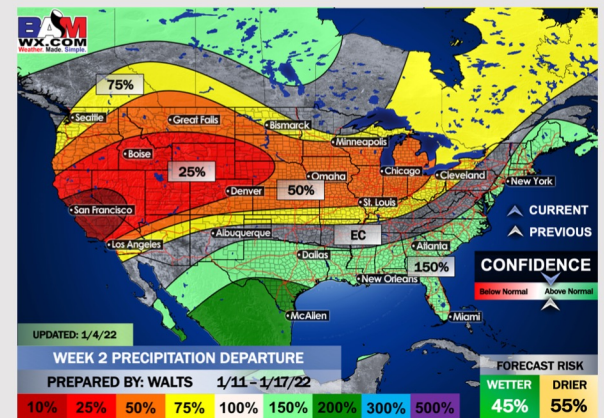 BAM
WX.COM
Weather. Made. Simple.
75%
Seattle
Great Falls
Bismarck
Minneapolis
Boise
25%
Omaha
Chicago
Cleveland
Denver
50%
New York
San Francisco
St. Louis
CURRENT
PREVIOUS
Los Angeles
Albuquerque
EC
Atlanta
Dallas
150%
CONFIDENCE
New Orleans
Below Normal
Above Normal
McAllen
Miami
UPDATED: 1/4/22
WEEK 2 PRECIPITATION DEPARTURE
PREPARED BY: WALTS 1/11 – 1/17/22
FORECAST RISK
WETTER DRIER
45% 55%
10% 25% 50% 75% 100% 150% 200% 300% 500%